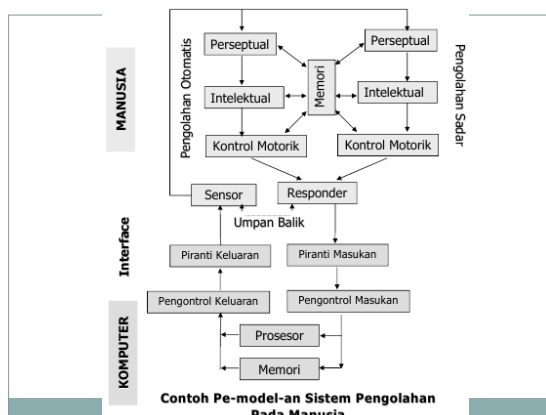 Perseptual
Perseptual
Pengolahan Otomatis
Memori
Pengolahan Sadar
MANUSIA
Intelektual
Intelektual
Kontrol Motorik
Kontrol Motorik
Sensor
Responder
Umpan Balik
Interface
Piranti Keluaran
Piranti Masukan
Pengontrol Keluaran
Pengontrol Masukan
KOMPUTER
Prosesor
Memori
Contoh Pe-model-an Sistem Pengolahan
Pada Manusia